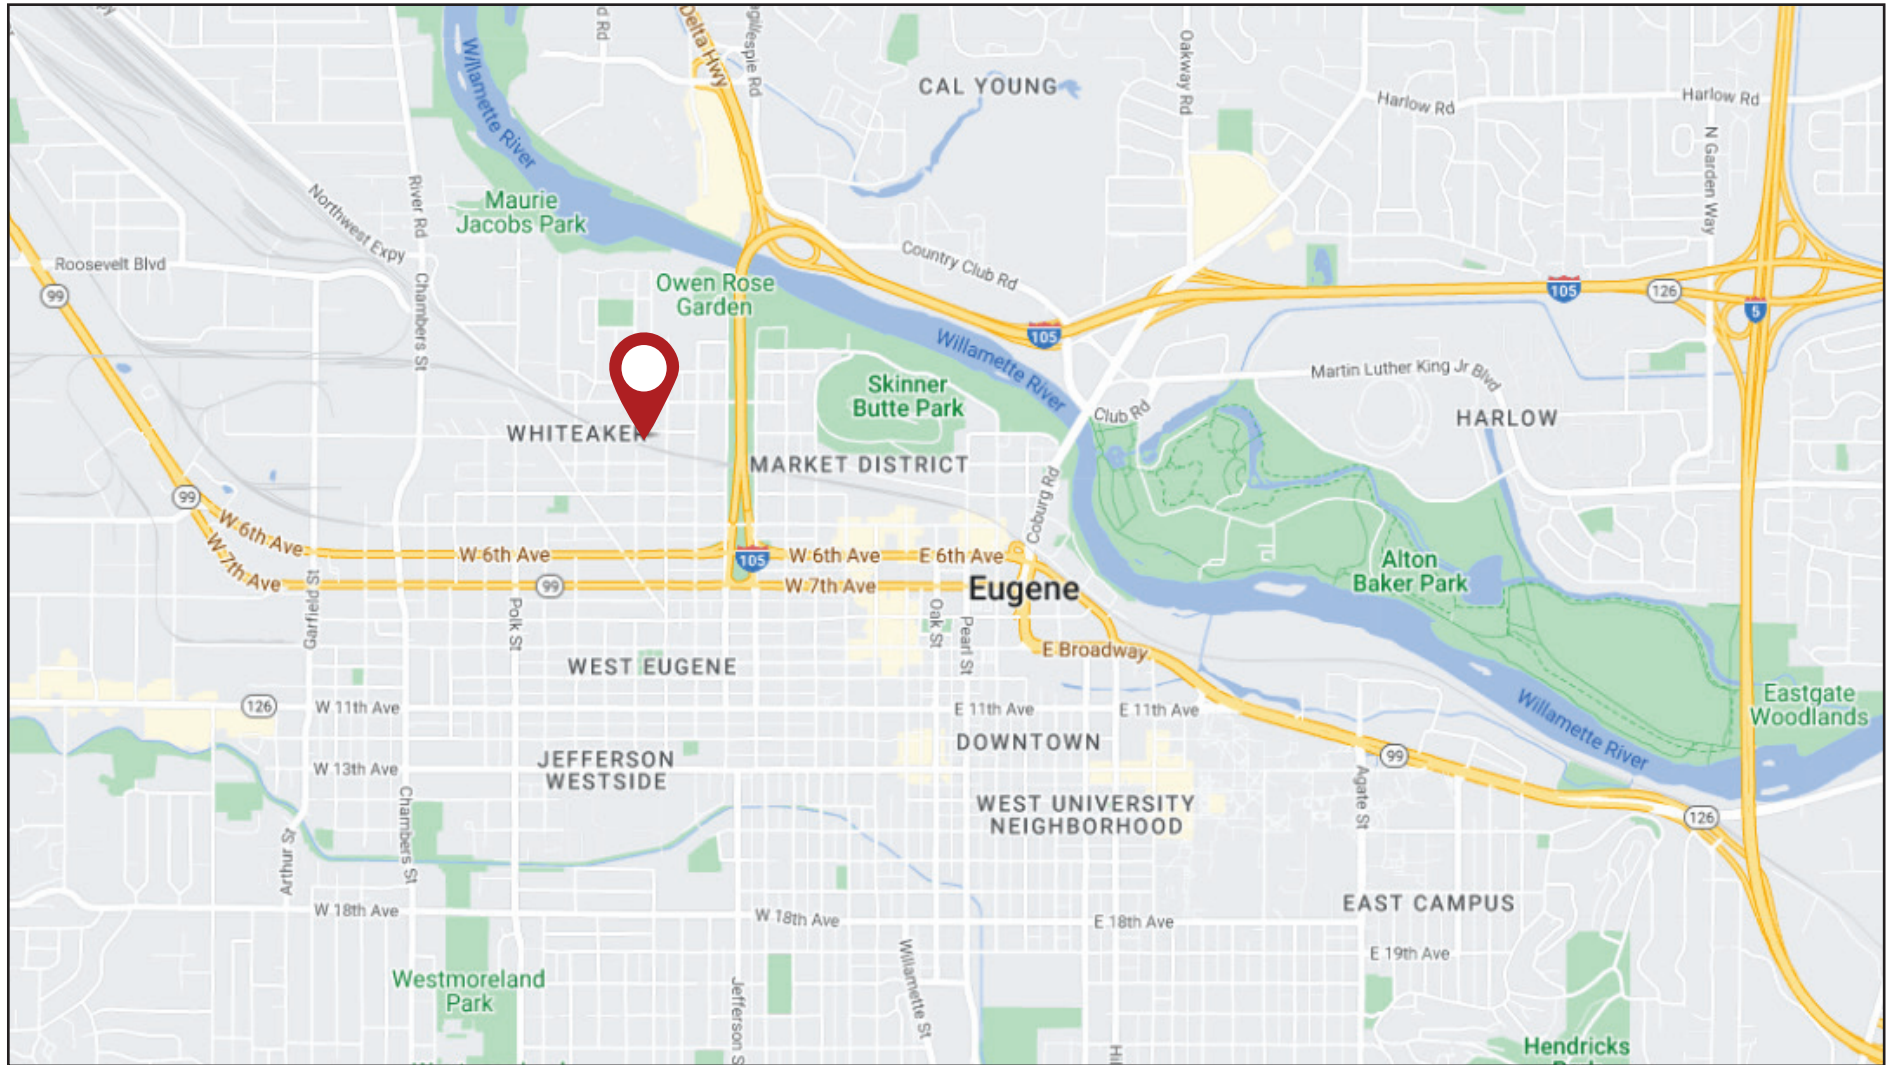 Delta Hwy
Willamette River
CAL YOUNG
Oakway Rd
Harlow Rd
Harlow Rd
N Garden Way
Maurie
Jacobs Park
River Rd
Northwest Expy
Roosevelt Blvd
Country Club Rd
Owen Rose
Garden
99
105
126
5
Chambers St
105
Willamette River
Skinner
Butte Park
Martin Luther King Jr Blvd
Club Rd
HARLOW
WHITEAKER
MARKET DISTRICT
99
Coburg Rd
W 6th Ave
W 7th Ave
W 6th Ave
105
W 6th Ave
E 6th Ave
99
W 7th Ave
Eugene
Alton
Baker Park
Garfield St
Polk St
Oak St
Pearl St
E Broadway
WEST EUGENE
126
W 11th Ave
E 11th Ave
E 11th Ave
Willamette River
Eastgate
Woodlands
DOWNTOWN
JEFFERSON
WESTSIDE
W 13th Ave
99
Agate St
WEST UNIVERSITY
NEIGHBORHOOD
126
Chambers St
Arthur St
W 18th Ave
W 18th Ave
E 18th Ave
EAST CAMPUS
E 19th Ave
Willamette St
Westmoreland
Park
Jefferson S
Hendricks